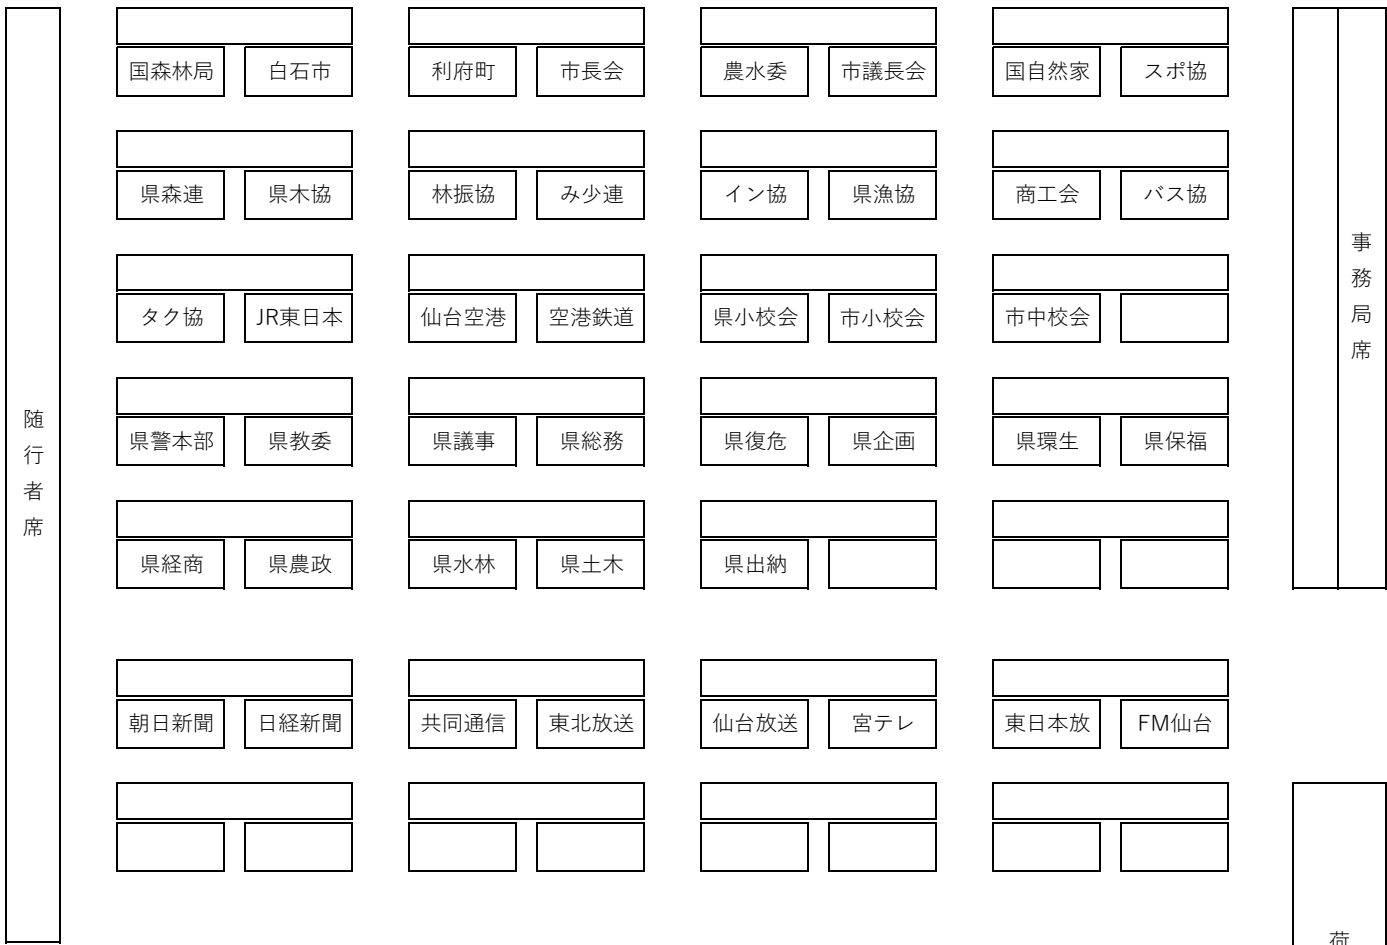 国森林局 白石市 利府町 市長会 農水委 市議長会 国自然家 スポ協
県森連 県木協 林振協 み少連 イン協 県漁協 商工会 バス協
タク協 JR東日本 仙台空港 空港鉄道 県小校会 市小校会 市中校会
県警本部 県教委 県議事 県総務 県復危 県企画 県環生 県保福
県経商 県農政 県水林 県土木 県出納
朝日新聞 日経新聞 共同通信 東北放送 仙台放送 宮テレ 東日本放 FM仙台
随行者席
事務局席
荷